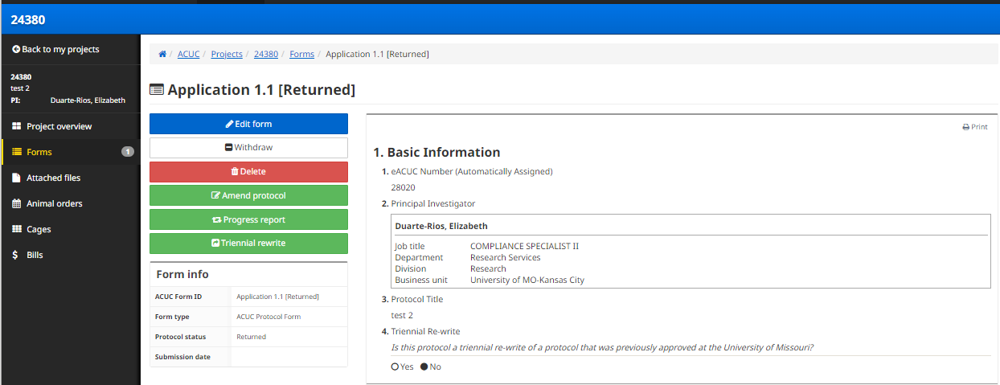 24380
Back to my projects
24380
test 2
PI: Duarte-Rios, Elizabeth
Project overview
Forms 1
Attached files
Animal orders
Cages
Bills
/ ACUC / Projects / 24380 / Forms / Application 1.1 [Returned]
Application 1.1 [Returned]
Edit form
Withdraw
Delete
Amend protocol
Progress report
Triennial rewrite
Form info
ACUC Form ID Application 1.1 [Returned]
Form type ACUC Protocol Form
Protocol status Returned
Submission date
Print
1. Basic Information
1. eACUC Number (Automatically Assigned)
28020
2. Principal Investigator
Duarte-Rios, Elizabeth
Job title COMPLIANCE SPECIALIST II
Department Research Services
Division Research
Business unit University of MO-Kansas City
3. Protocol Title
test 2
4. Triennial Re-write
Is this protocol a triennial re-write of a protocol that was previously approved at the University of Missouri?
Yes No